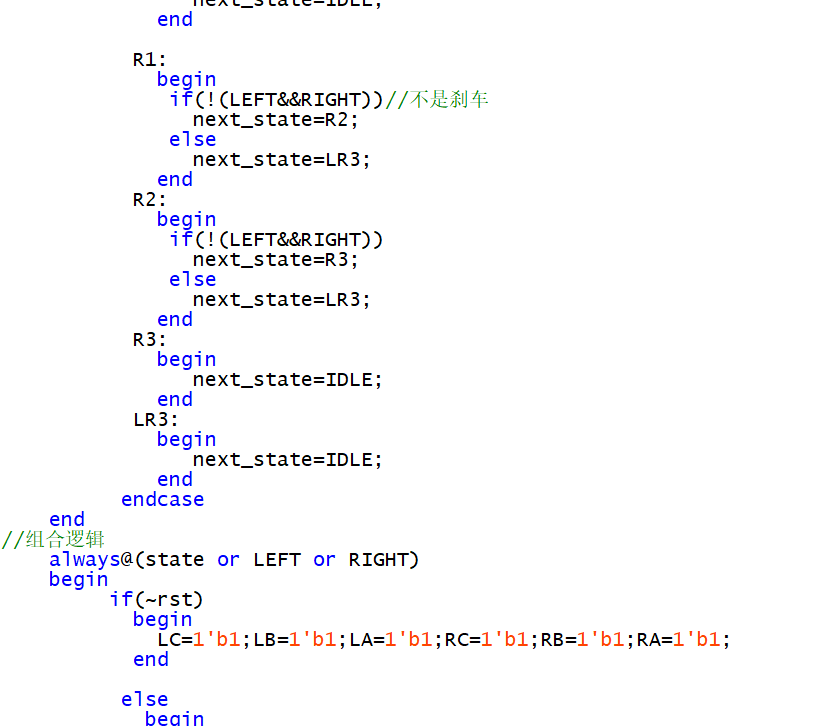 next_state=IDLE;
end
R1:
begin
if(!(LEFT&&RIGHT))//不是刹车
next_state=R2;
else
next_state=LR3;
end
R2:
begin
if(!(LEFT&&RIGHT))
next_state=R3;
else
next_state=LR3;
end
R3:
begin
next_state=IDLE;
end
LR3:
begin
next_state=IDLE;
end
endcase
end
//组合逻辑
always@(state or LEFT or RIGHT)
begin
if(~rst)
begin
LC=1'b1;LB=1'b1;LA=1'b1;RC=1'b1;RB=1'b1;RA=1'b1;
end
else
begin